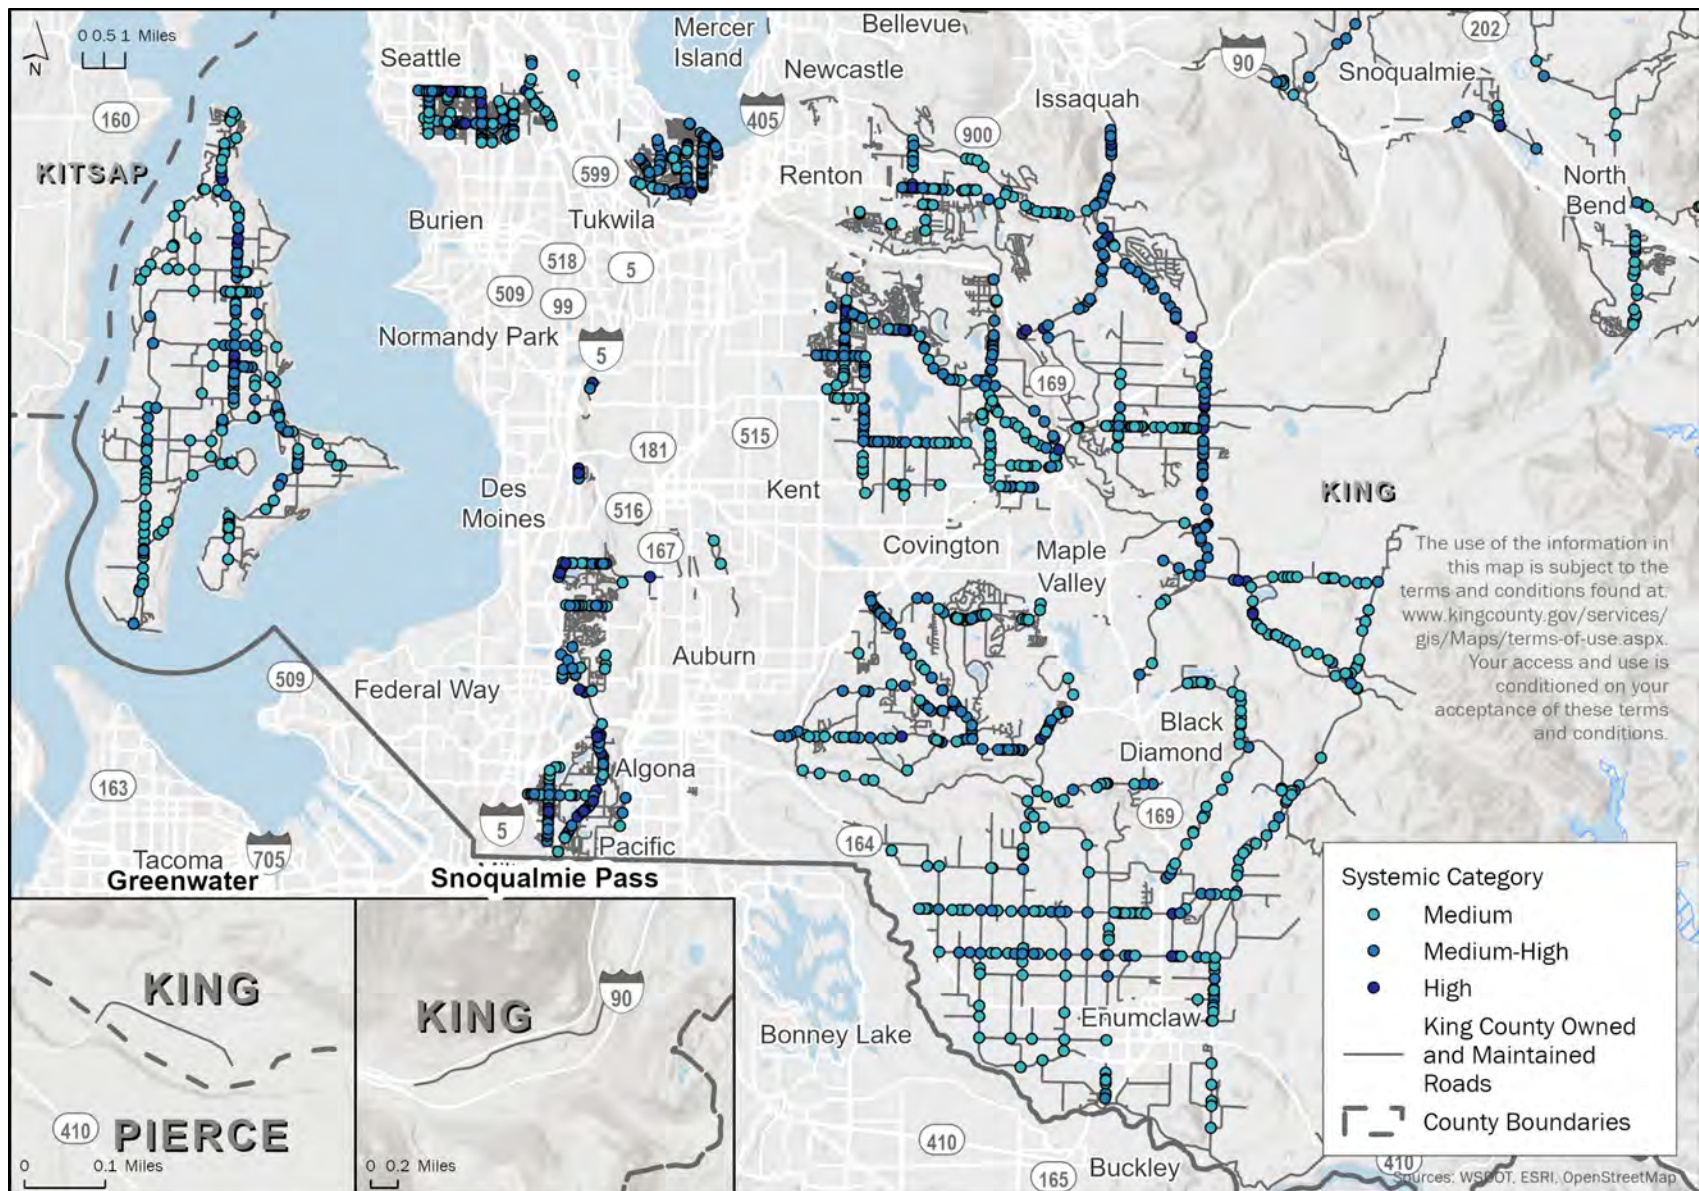 0 0.5 1 Miles
N
Seattle
Mercer
Island
Bellevue
Newcastle
90
202
Snoqualmie
160
405
Issaquah
900
KITSAP
599
Renton
North
Bend
Burien
Tukwila
518
5
509
99
Normandy Park
5
169
181
515
Des
Moines
Kent
KING
516
167
Covington
Maple
Valley
The use of the information in
this map is subject to the
terms and conditions found at:
www.kingcounty.gov/services/
gis/Maps/terms-of-use.aspx.
Your access and use is
conditioned on your
acceptance of these terms
and conditions.
Auburn
509
Federal Way
Black
Diamond
Algona
163
169
5
164
Pacific
Tacoma
705
Greenwater
Snoqualmie Pass
Systemic Category
Medium
Medium-High
High
King County Owned
and Maintained
Roads
County Boundaries
KING
KING
90
Bonney Lake
Enumclaw
410
PIERCE
0 0.1 Miles
0 0.2 Miles
410
165
Buckley
410
Sources: WSDOT, ESRI, OpenStreetMap